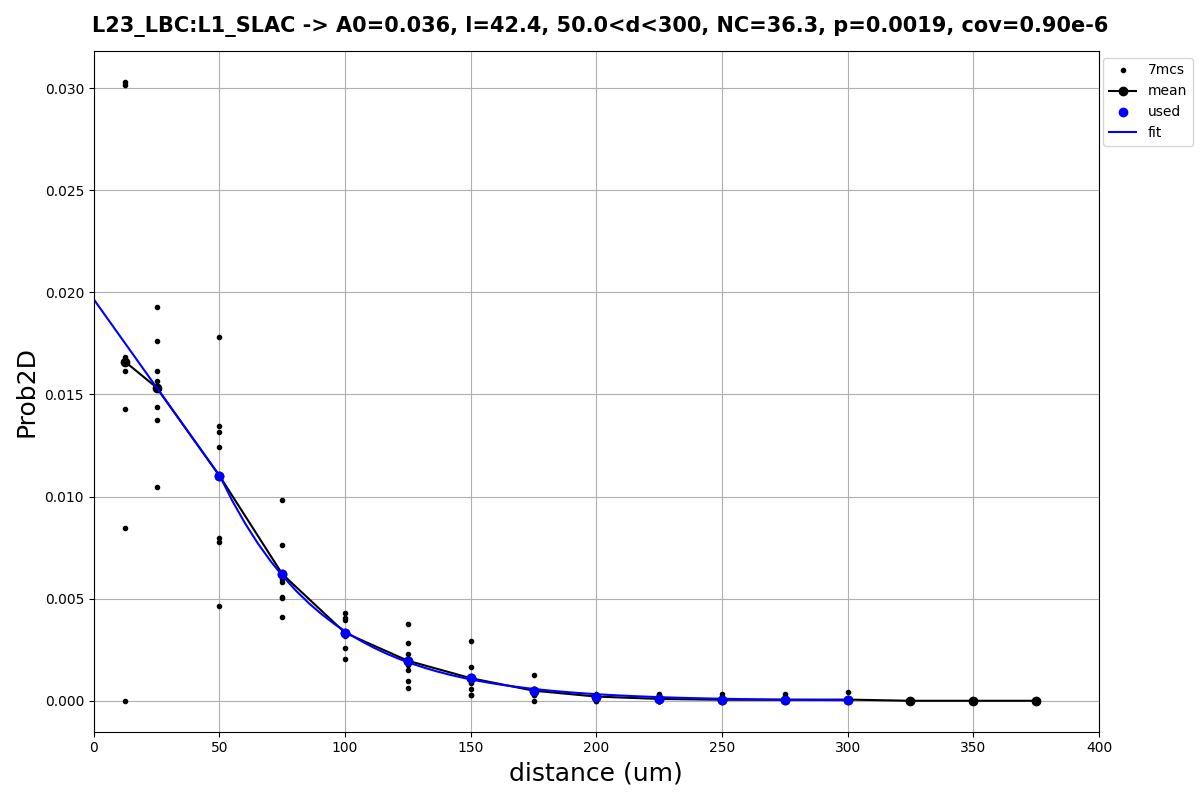 L23_LBC:L1_SLAC -> A0=0.036, l=42.4, 50.0<d<300, NC=36.3, p=0.0019, cov=0.90e-6
7mcs
mean
used
fit
Prob2D
0.030
0.025
0.020
0.015
0.010
0.005
0.000
0 50 100 150 200 250 300 350 400
distance (um)